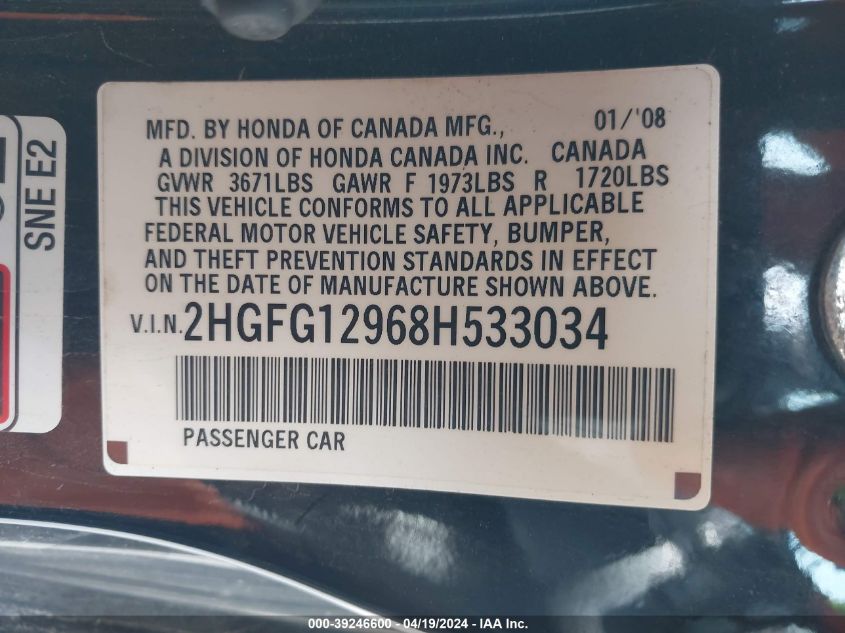 MFD. BY HONDA OF CANADA MFG., 01/'08
A DIVISION OF HONDA CANADA INC. CANADA
GVWR 3671LBS GAWR F 1973LBS R 1720LBS
THIS VEHICLE CONFORMS TO ALL APPLICABLE
FEDERAL MOTOR VEHICLE SAFETY, BUMPER,
AND THEFT PREVENTION STANDARDS IN EFFECT
ON THE DATE OF MANUFACTURE SHOWN ABOVE.
V.I.N. 2HGFG12968H533034
PASSENGER CAR
SNE E2
000-39246600 - 04/19/2024 - IAA Inc.